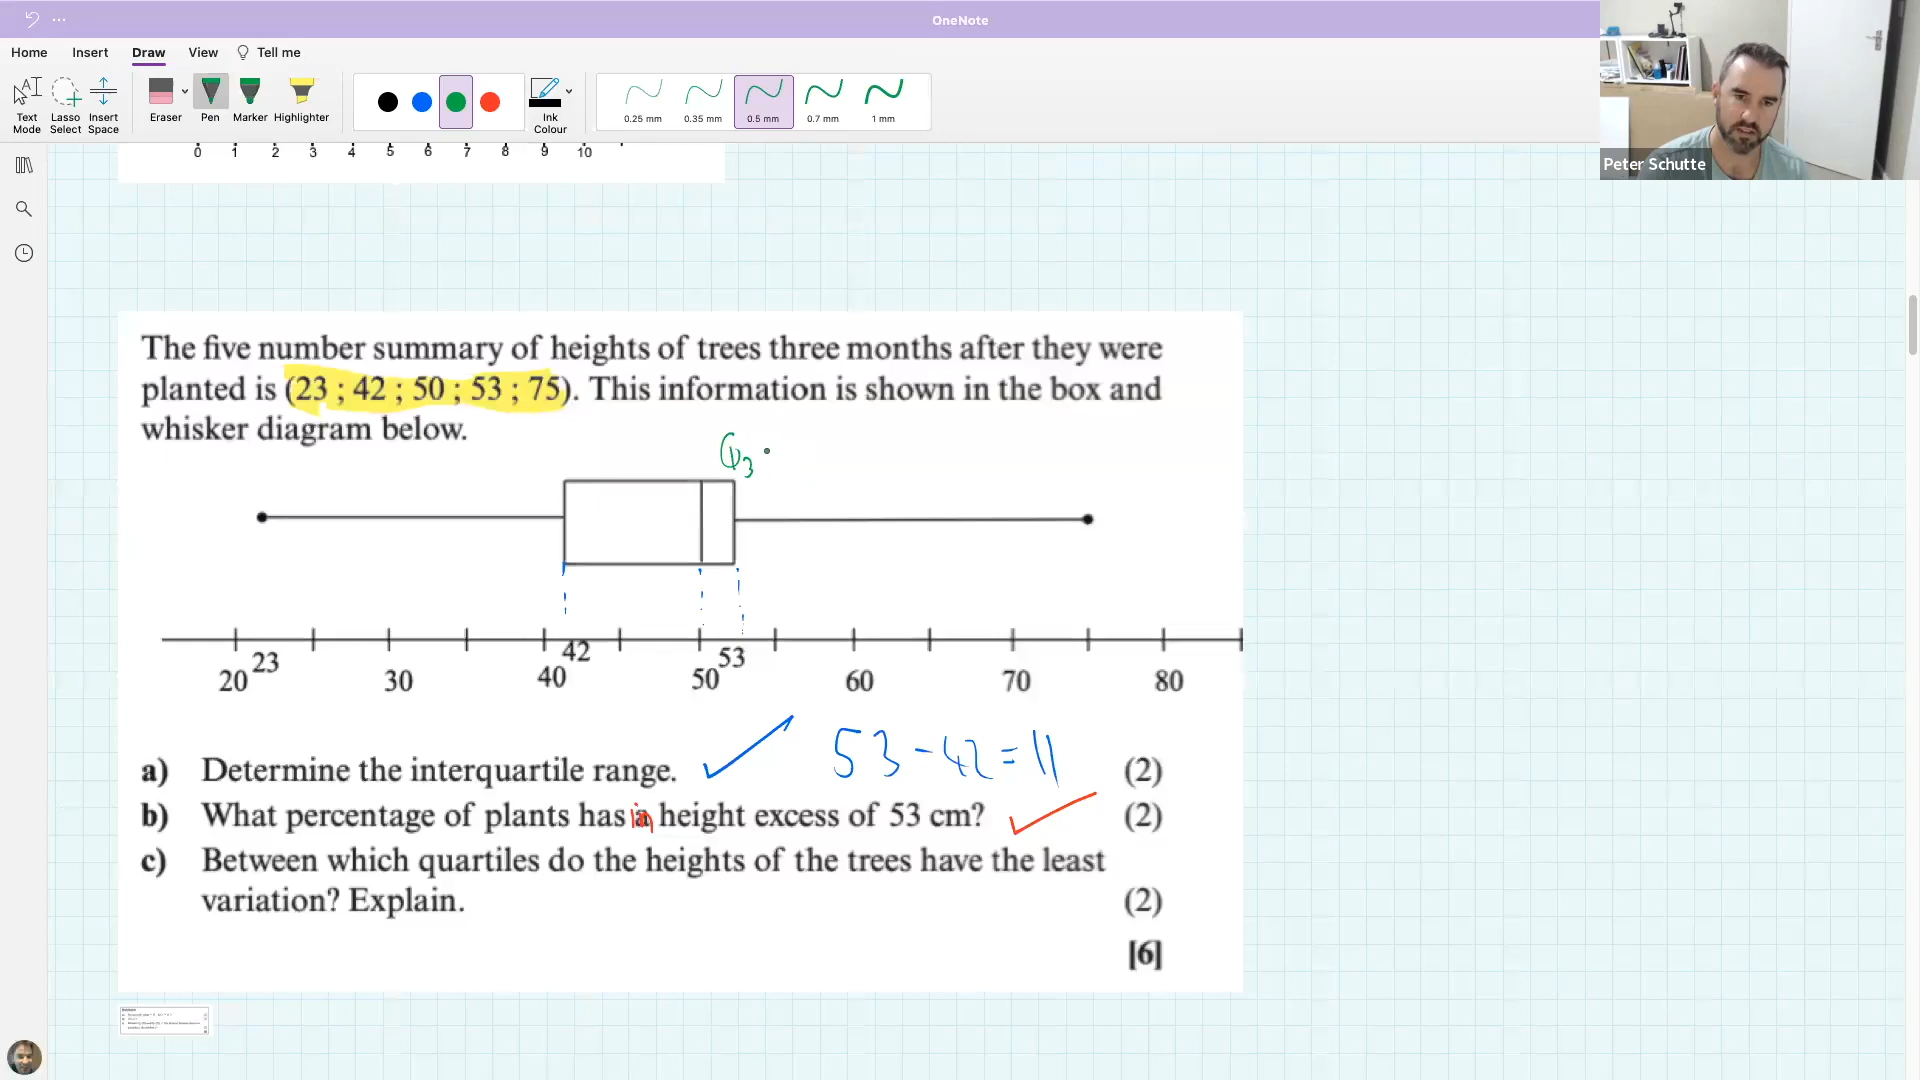 OneNote
Home Insert Draw View Tell me
Text Mode
Lasso Select
Insert Space
Eraser
Pen
Marker
Highlighter
Ink Colour
0.25 mm
0.35 mm
0.5 mm
0.7 mm
1 mm
Peter Schutte
0 1 2 3 4 5 6 7 8 9 10
The five number summary of heights of trees three months after they were
planted is (23 ; 42 ; 50 ; 53 ; 75). This information is shown in the box and
whisker diagram below.
Q3
23 42 53
20 30 40 50 60 70 80
53 - 42 = 11
a) Determine the interquartile range. (2)
b) What percentage of plants has in height excess of 53 cm? (2)
c) Between which quartiles do the heights of the trees have the least
variation? Explain. (2)
[6]